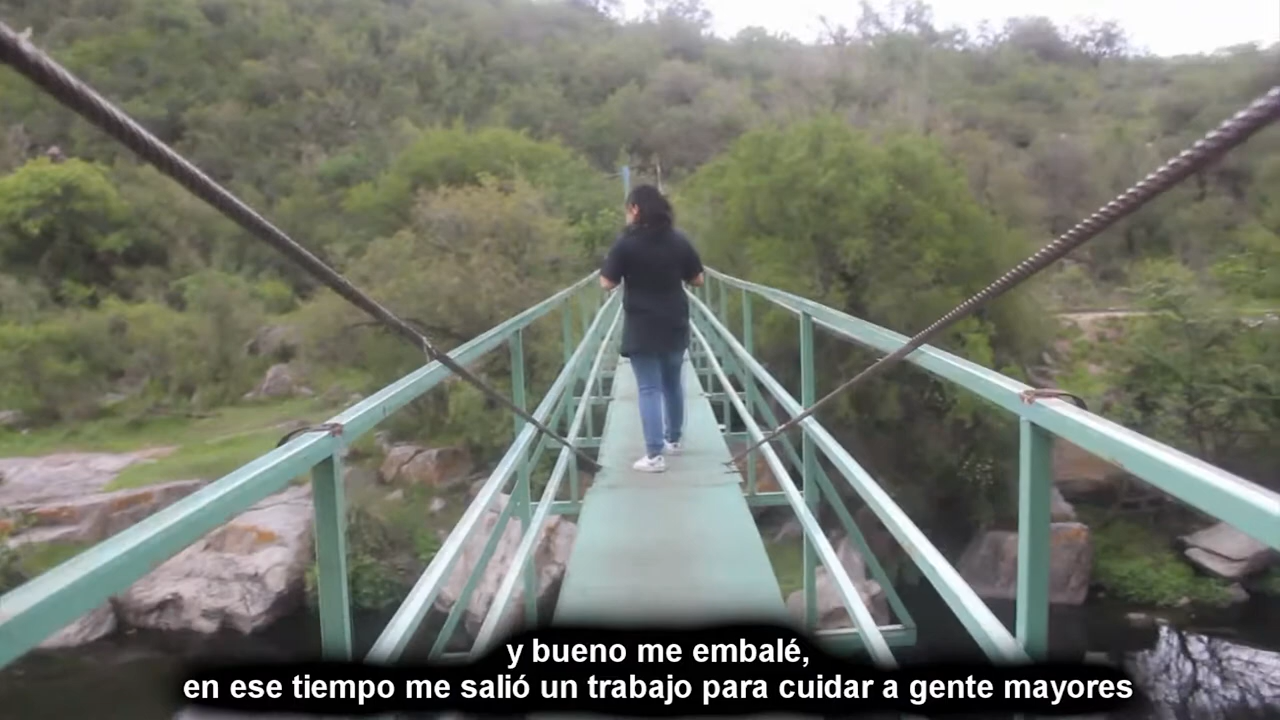 y bueno me embalé,
en ese tiempo me salió un trabajo para cuidar a gente mayores